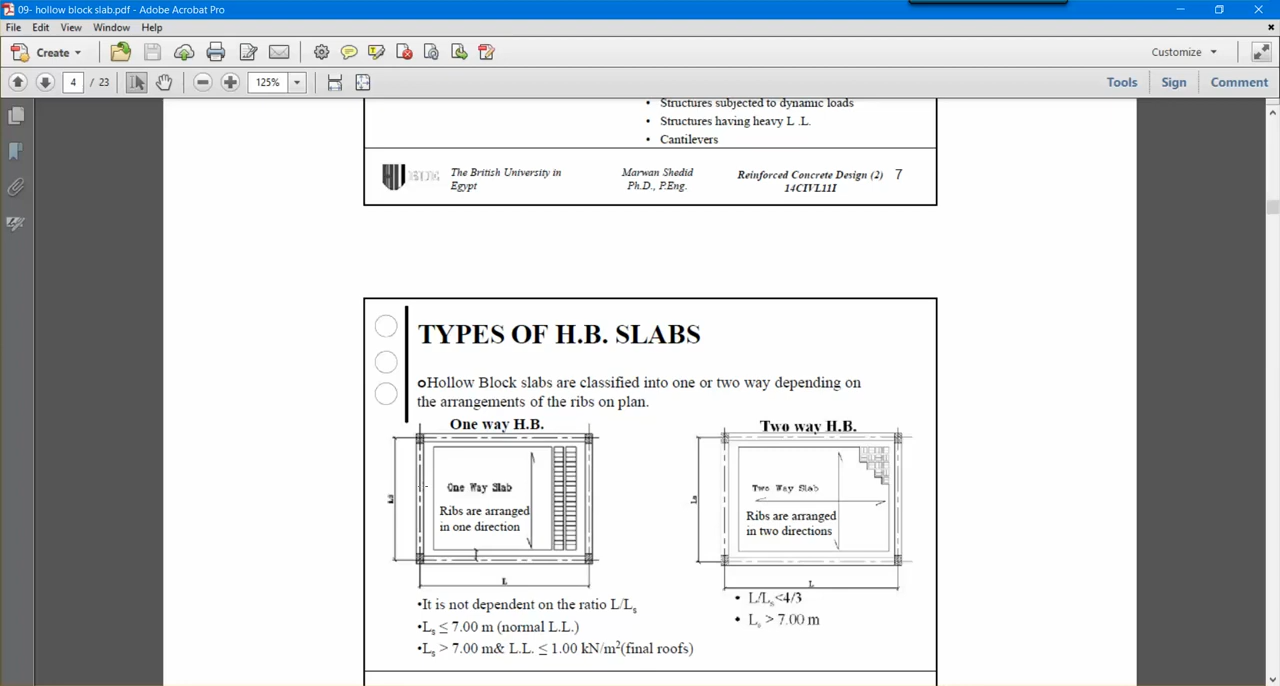 09- hollow block slab.pdf - Adobe Acrobat Pro
File Edit View Window Help
Create Customize
4 / 23 125% Tools Sign Comment
• Structures subjected to dynamic loads
• Structures having heavy L .L.
• Cantilevers
BUE
The British University in
Egypt
Marwan Shedid
Ph.D., P.Eng.
Reinforced Concrete Design (2)
14CIVL11I
7
TYPES OF H.B. SLABS
oHollow Block slabs are classified into one or two way depending on
the arrangements of the ribs on plan.
One way H.B.
Ls
One Way Slab
Ribs are arranged
in one direction
L
•It is not dependent on the ratio L/Ls
•Ls ≤ 7.00 m (normal L.L.)
•Ls > 7.00 m& L.L. ≤ 1.00 kN/m²(final roofs)
Two way H.B.
Ls
Two Way Slab
Ribs are arranged
in two directions
L
• L/Ls<4/3
• Ls > 7.00 m